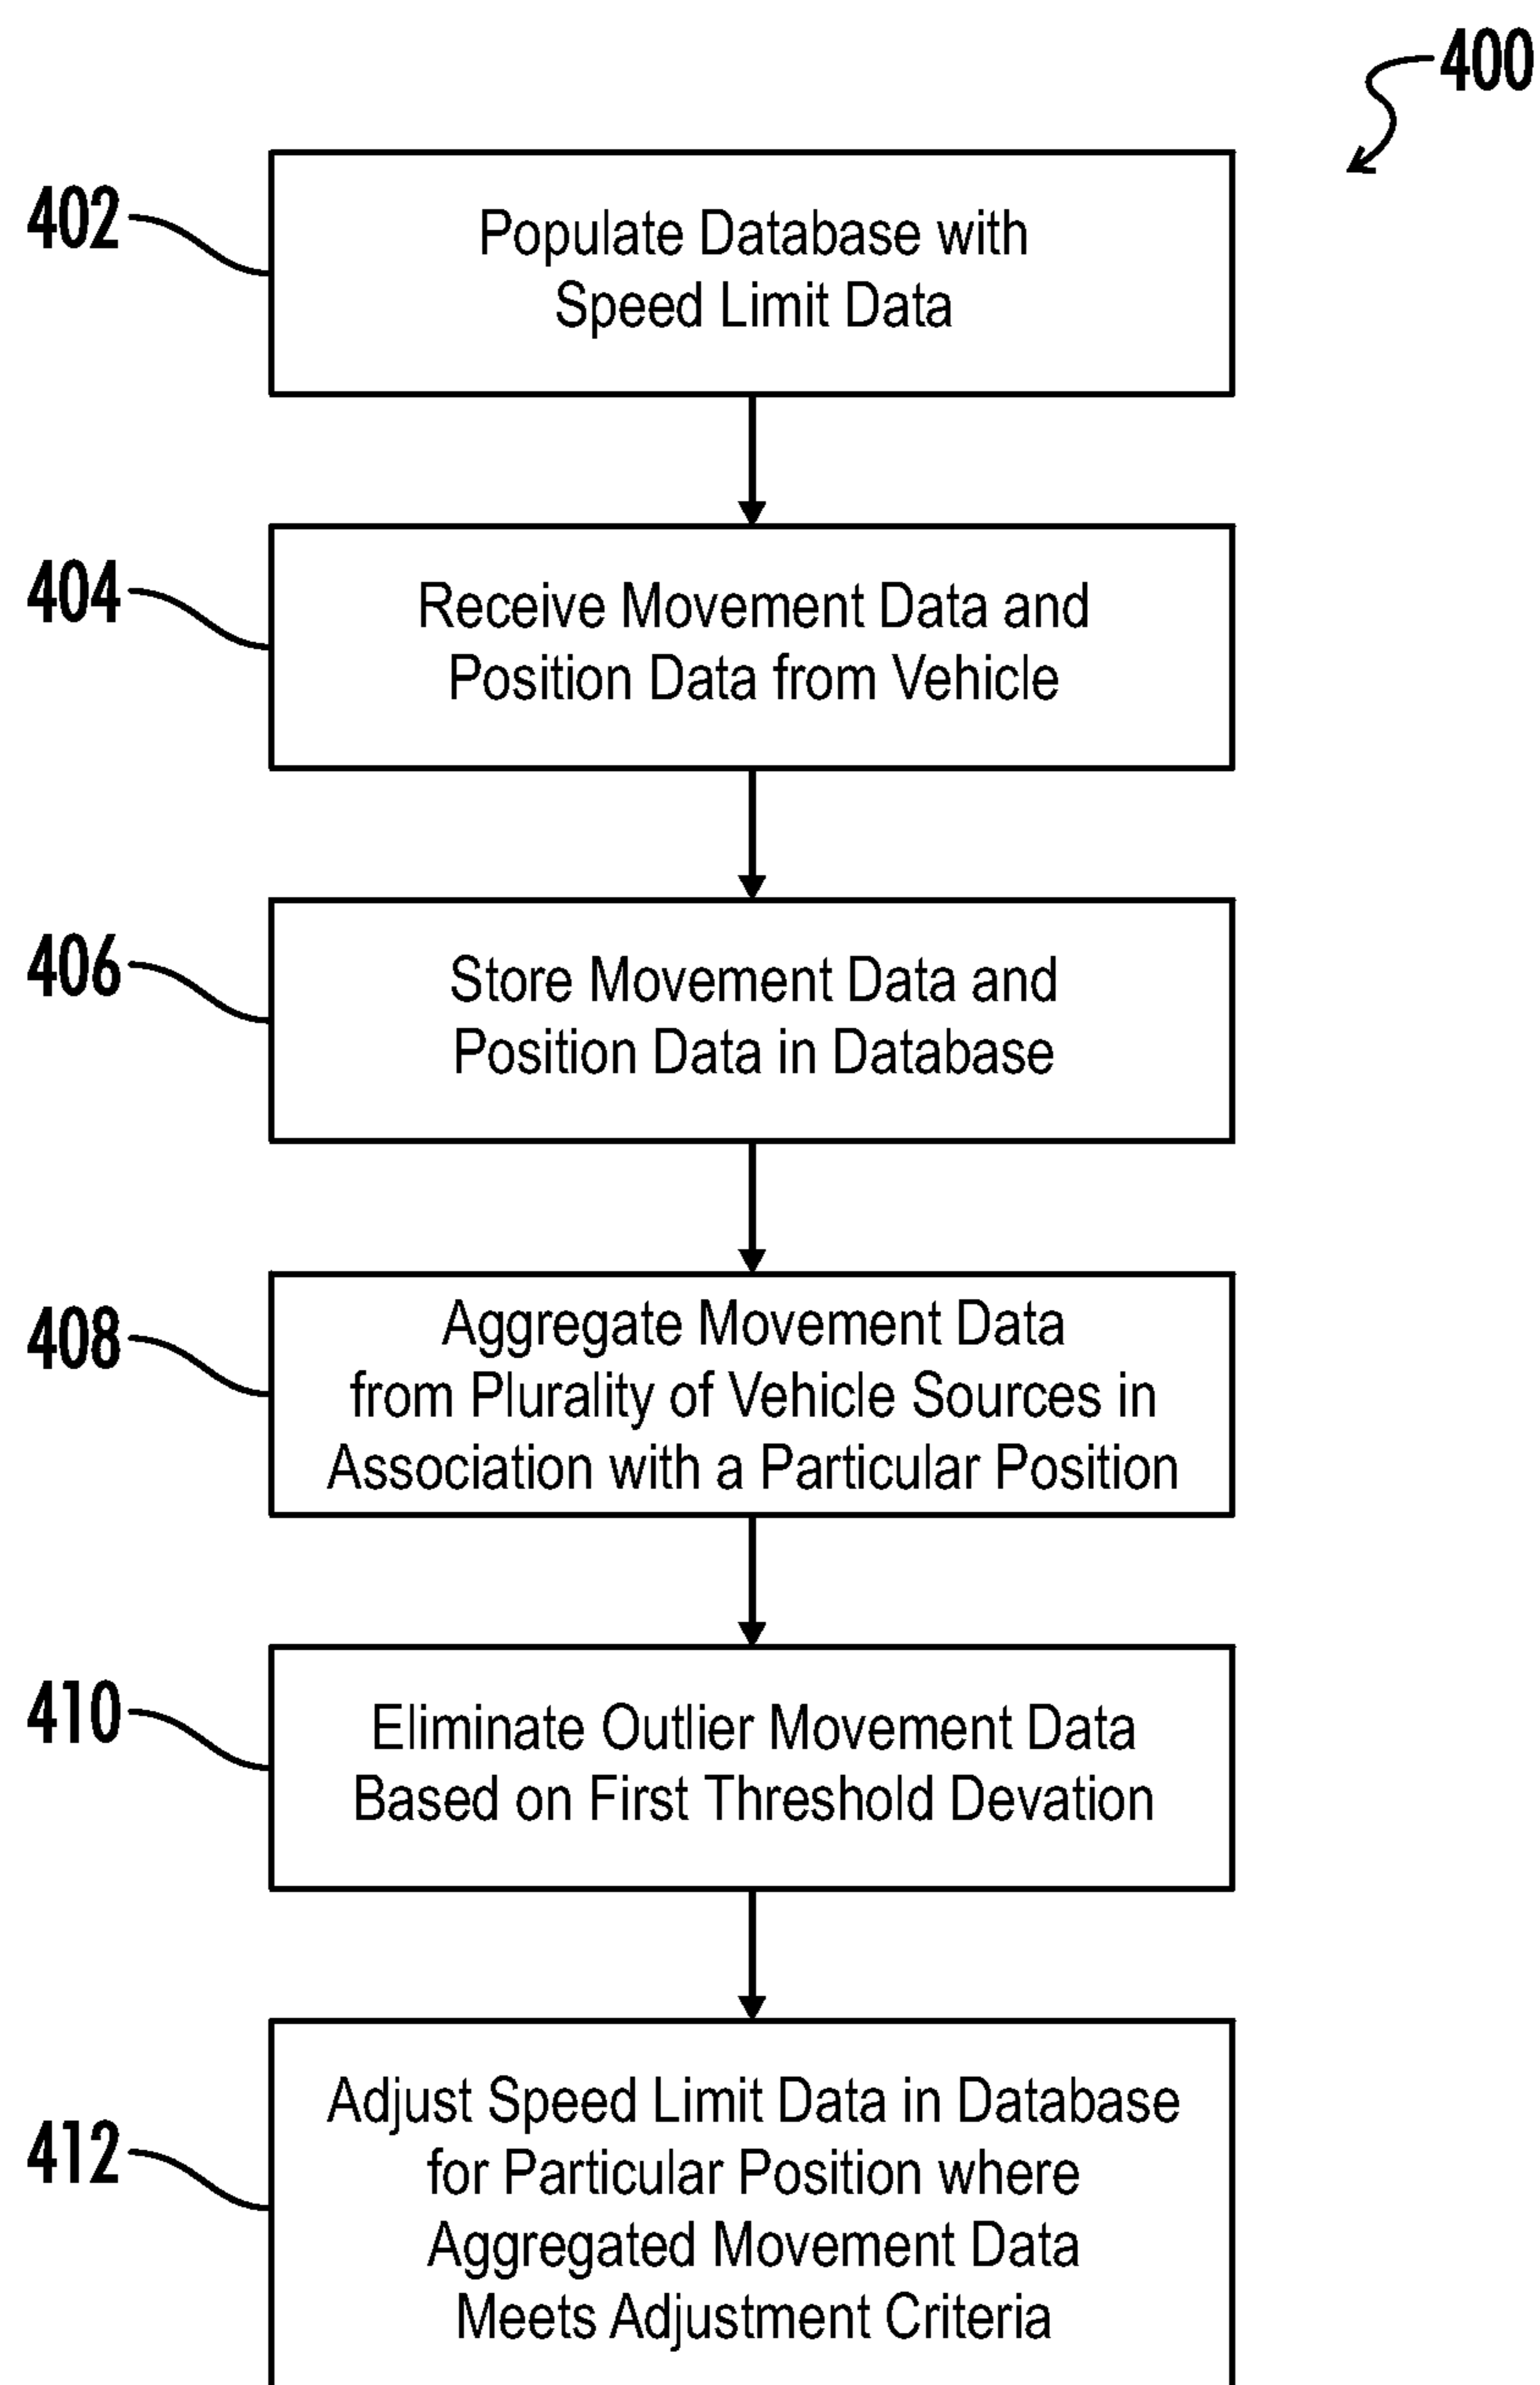 400
402
Populate Database with
Speed Limit Data
404
Receive Movement Data and
Position Data from Vehicle
406
Store Movement Data and
Position Data in Database
408
Aggregate Movement Data
from Plurality of Vehicle Sources in
Association with a Particular Position
410
Eliminate Outlier Movement Data
Based on First Threshold Devation
412
Adjust Speed Limit Data in Database
for Particular Position where
Aggregated Movement Data
Meets Adjustment Criteria